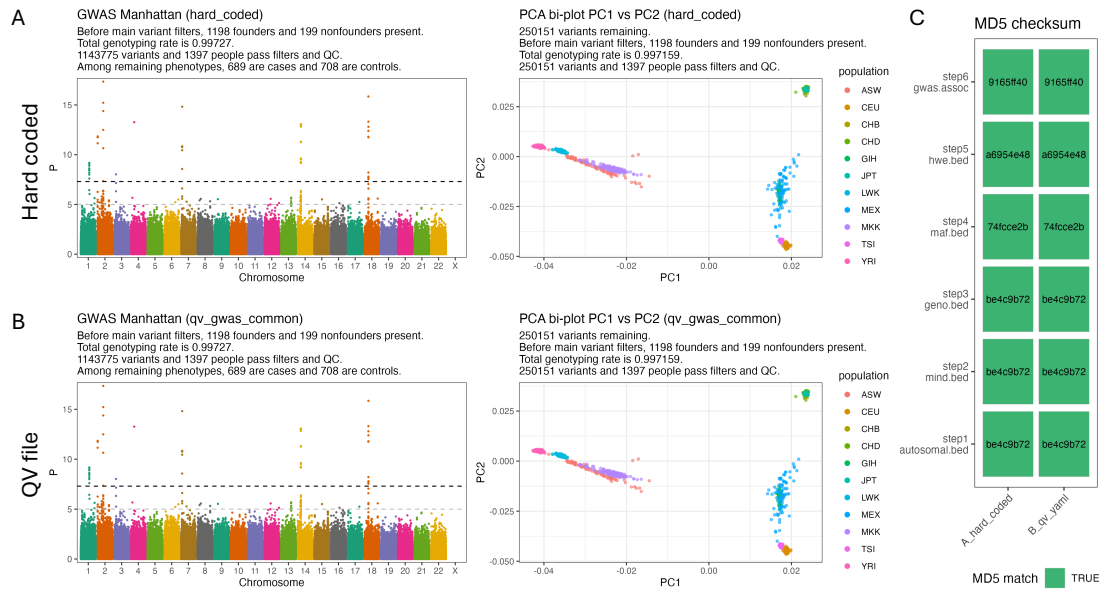 A
Hard coded
GWAS Manhattan (hard_coded)
Before main variant filters, 1198 founders and 199 nonfounders present.
Total genotyping rate is 0.99727.
1143775 variants and 1397 people pass filters and QC.
Among remaining phenotypes, 689 are cases and 708 are controls.
P
15
10
5
0
1 2 3 4 5 6 7 8 9 10 11 12 13 14 15 16 17 18 19 20 21 22 X
Chromosome
PCA bi-plot PC1 vs PC2 (hard_coded)
250151 variants remaining.
Before main variant filters, 1198 founders and 199 nonfounders present.
Total genotyping rate is 0.997159.
250151 variants and 1397 people pass filters and QC.
PC2
0.025
0.000
-0.025
-0.050
-0.04 -0.02 0.00 0.02
PC1
population
ASW
CEU
CHB
CHD
GIH
JPT
LWK
MEX
MKK
TSI
YRI
B
QV file
GWAS Manhattan (qv_gwas_common)
Before main variant filters, 1198 founders and 199 nonfounders present.
Total genotyping rate is 0.99727.
1143775 variants and 1397 people pass filters and QC.
Among remaining phenotypes, 689 are cases and 708 are controls.
P
15
10
5
0
1 2 3 4 5 6 7 8 9 10 11 12 13 14 15 16 17 18 19 20 21 22 X
Chromosome
PCA bi-plot PC1 vs PC2 (qv_gwas_common)
250151 variants remaining.
Before main variant filters, 1198 founders and 199 nonfounders present.
Total genotyping rate is 0.997159.
250151 variants and 1397 people pass filters and QC.
PC2
0.025
0.000
-0.025
-0.050
-0.04 -0.02 0.00 0.02
PC1
population
ASW
CEU
CHB
CHD
GIH
JPT
LWK
MEX
MKK
TSI
YRI
C
MD5 checksum
step6
gwas.assoc
9165ff40 9165ff40
step5
hwe.bed
a6954e48 a6954e48
step4
maf.bed
74fcce2b 74fcce2b
step3
geno.bed
be4c9b72 be4c9b72
step2
mind.bed
be4c9b72 be4c9b72
step1
autosomal.bed
be4c9b72 be4c9b72
A_hard_coded
B_qv_yaml
MD5 match
TRUE